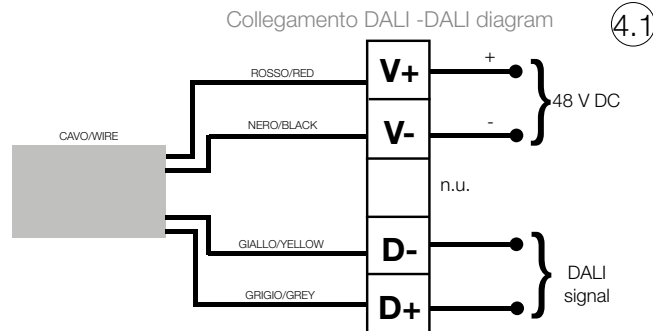 Collegamento DALI -DALI diagram
4.1
ROSSO/RED
V+
+
48 V DC
NERO/BLACK
V-
-
CAVO/WIRE
n.u.
GIALLO/YELLOW
D-
DALI
signal
GRIGIO/GREY
D+